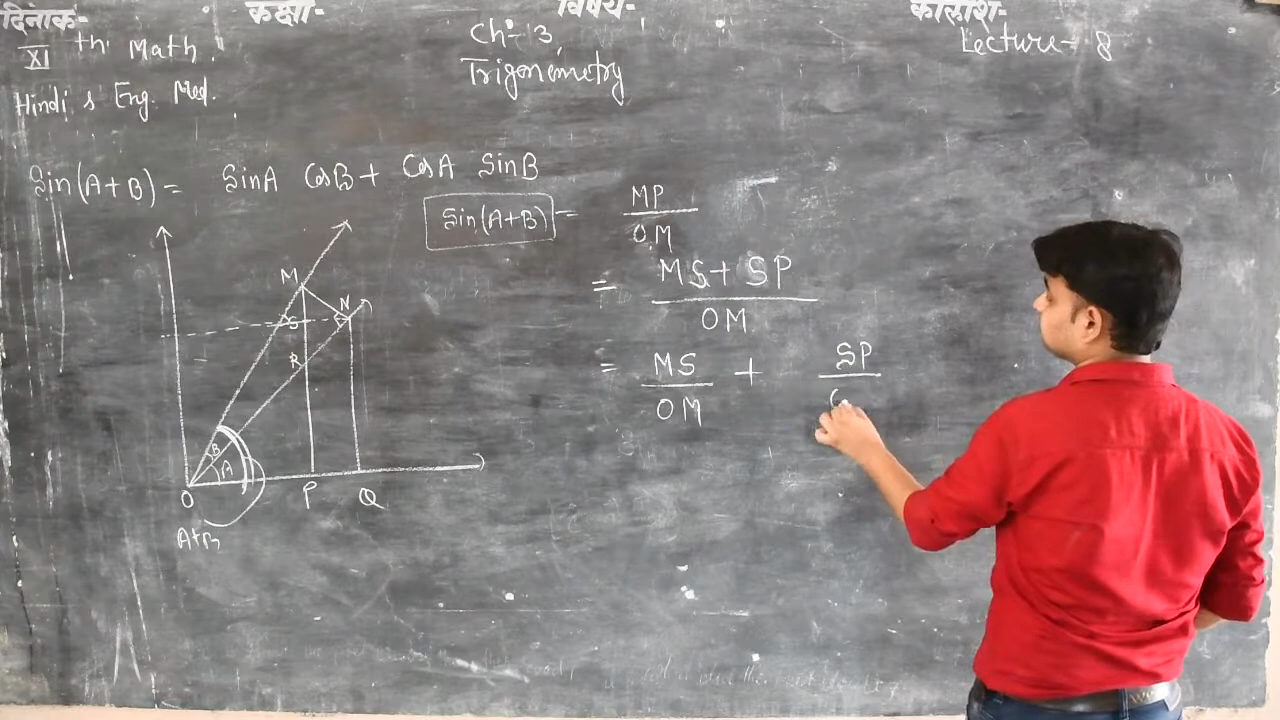 दिनांक- कक्षा- विषय- कालांश-
XI th Math. Ch-3, Lecture-8
Trigonometry
Hindi & Eng. Med.
Sin(A+B) = SinA CosB + CosA SinB
Sin(A+B) = MP/OM
= MS+SP/OM
= MS/OM + SP/
M
N
S
R
B
A
O P Q
A+B